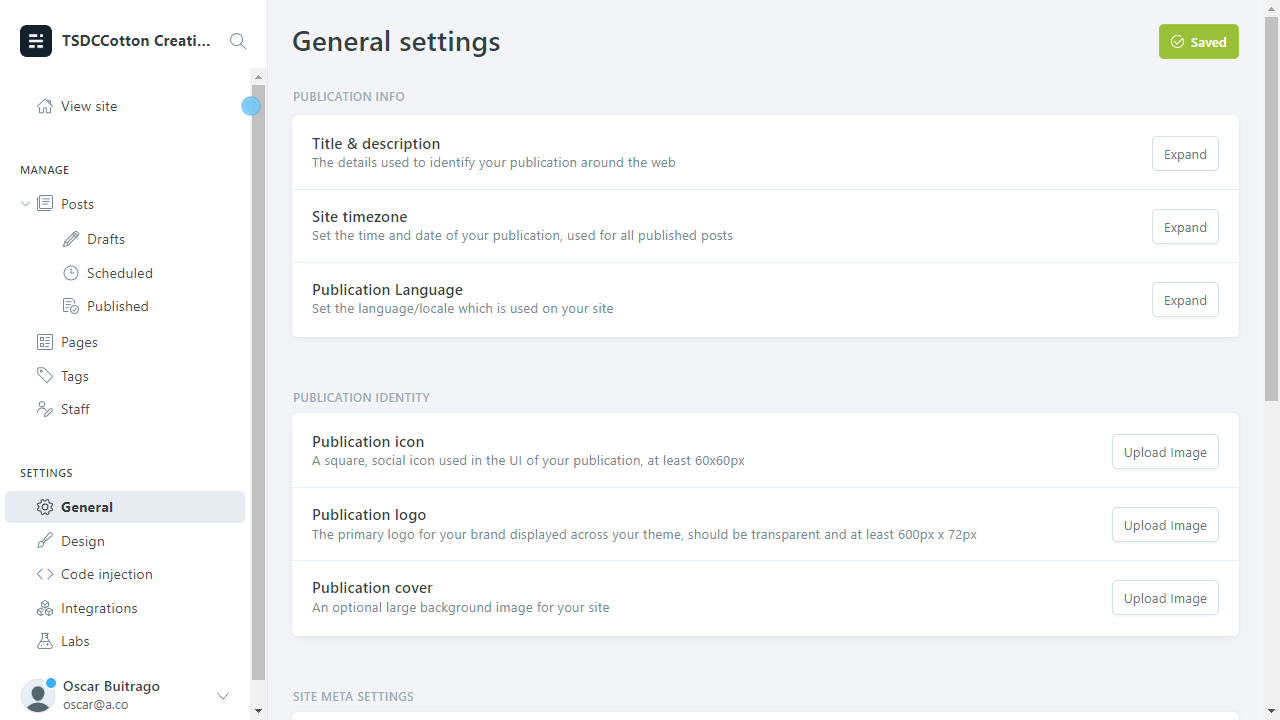 TSDCCotton Creati...
View site
MANAGE
Posts
Drafts
Scheduled
Published
Pages
Tags
Staff
SETTINGS
General
Design
Code injection
Integrations
Labs
Oscar Buitrago
oscar@a.co
General settings
Saved
PUBLICATION INFO
Title & description
The details used to identify your publication around the web
Expand
Site timezone
Set the time and date of your publication, used for all published posts
Expand
Publication Language
Set the language/locale which is used on your site
Expand
PUBLICATION IDENTITY
Publication icon
A square, social icon used in the UI of your publication, at least 60x60px
Upload Image
Publication logo
The primary logo for your brand displayed across your theme, should be transparent and at least 600px x 72px
Upload Image
Publication cover
An optional large background image for your site
Upload Image
SITE META SETTINGS